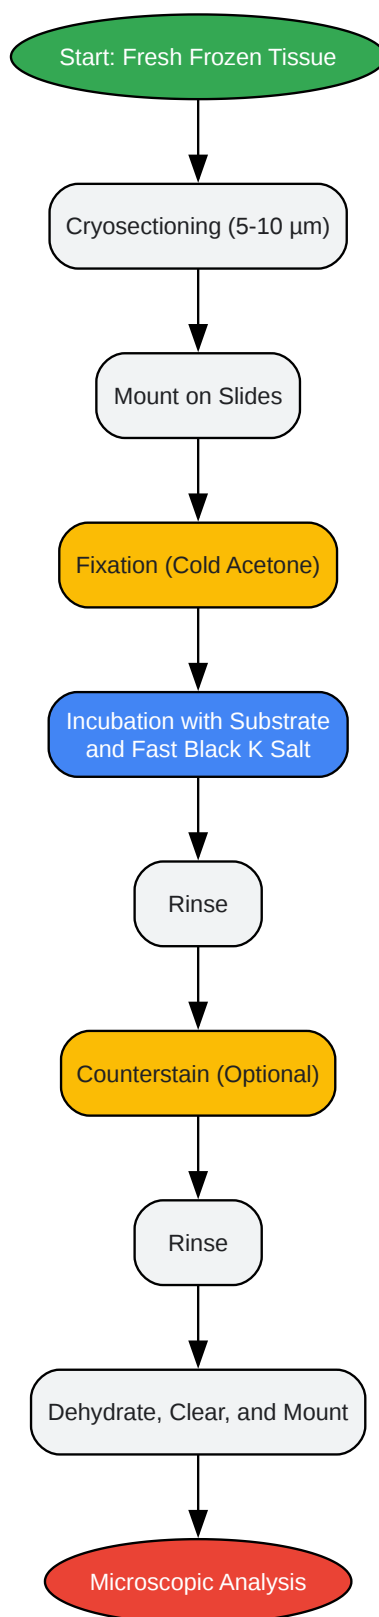 Start: Fresh Frozen Tissue
Cryosectioning (5-10 µm)
Mount on Slides
Fixation (Cold Acetone)
Incubation with Substrate
and Fast Black K Salt
Rinse
Counterstain (Optional)
Rinse
Dehydrate, Clear, and Mount
Microscopic Analysis